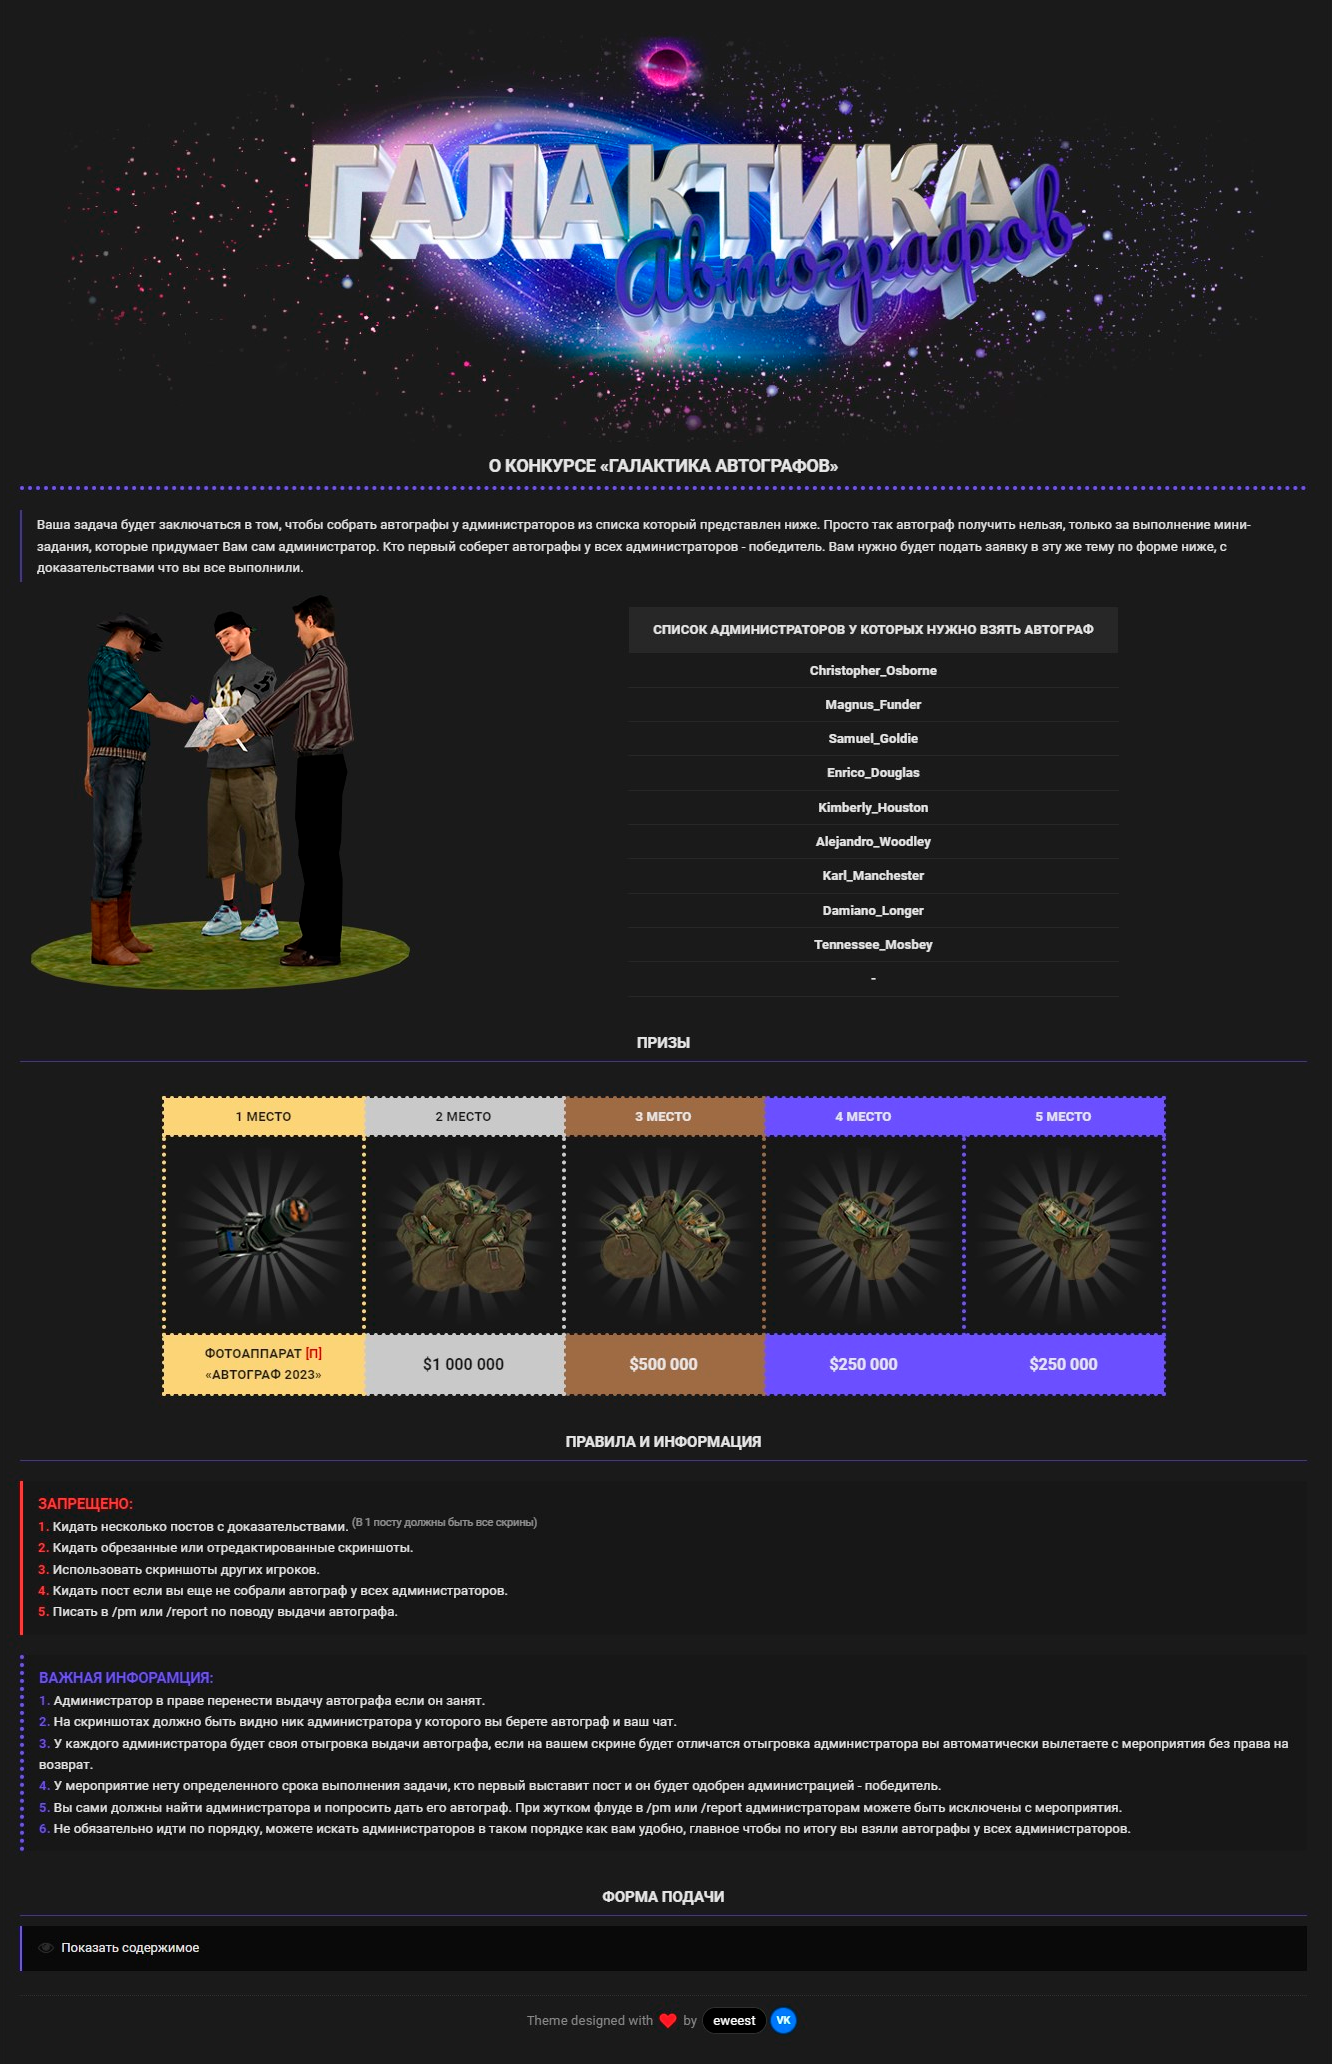 ГАЛАКТИКА
Автографов
О КОНКУРСЕ «ГАЛАКТИКА АВТОГРАФОВ»
Ваша задача будет заключаться в том, чтобы собрать автографы у администраторов из списка который представлен ниже. Просто так автограф получить нельзя, только за выполнение мини-
задания, которые придумает Вам сам администратор. Кто первый соберет автографы у всех администраторов - победитель. Вам нужно будет подать заявку в эту же тему по форме ниже, с
доказательствами что вы все выполнили.
СПИСОК АДМИНИСТРАТОРОВ У КОТОРЫХ НУЖНО ВЗЯТЬ АВТОГРАФ
Christopher_Osborne
Magnus_Funder
Samuel_Goldie
Enrico_Douglas
Kimberly_Houston
Alejandro_Woodley
Karl_Manchester
Damiano_Longer
Tennessee_Mosbey
-
ПРИЗЫ
1 МЕСТО 2 МЕСТО 3 МЕСТО 4 МЕСТО 5 МЕСТО
ФОТОАППАРАТ [П]
«АВТОГРАФ 2023»
$1 000 000 $500 000 $250 000 $250 000
ПРАВИЛА И ИНФОРМАЦИЯ
ЗАПРЕЩЕНО:
1. Кидать несколько постов с доказательствами. (В 1 посту должны быть все скрины)
2. Кидать обрезанные или отредактированные скриншоты.
3. Использовать скриншоты других игроков.
4. Кидать пост если вы еще не собрали автограф у всех администраторов.
5. Писать в /pm или /report по поводу выдачи автографа.
ВАЖНАЯ ИНФОРАМЦИЯ:
1. Администратор в праве перенести выдачу автографа если он занят.
2. На скриншотах должно быть видно ник администратора у которого вы берете автограф и ваш чат.
3. У каждого администратора будет своя отыгровка выдачи автографа, если на вашем скрине будет отличатся отыгровка администратора вы автоматически вылетаете с мероприятия без права на
возврат.
4. У мероприятие нету определенного срока выполнения задачи, кто первый выставит пост и он будет одобрен администрацией - победитель.
5. Вы сами должны найти администратора и попросить дать его автограф. При жутком флуде в /pm или /report администраторам можете быть исключены с мероприятия.
6. Не обязательно идти по порядку, можете искать администраторов в таком порядке как вам удобно, главное чтобы по итогу вы взяли автографы у всех администраторов.
ФОРМА ПОДАЧИ
Показать содержимое
Theme designed with ❤ by eweest VK